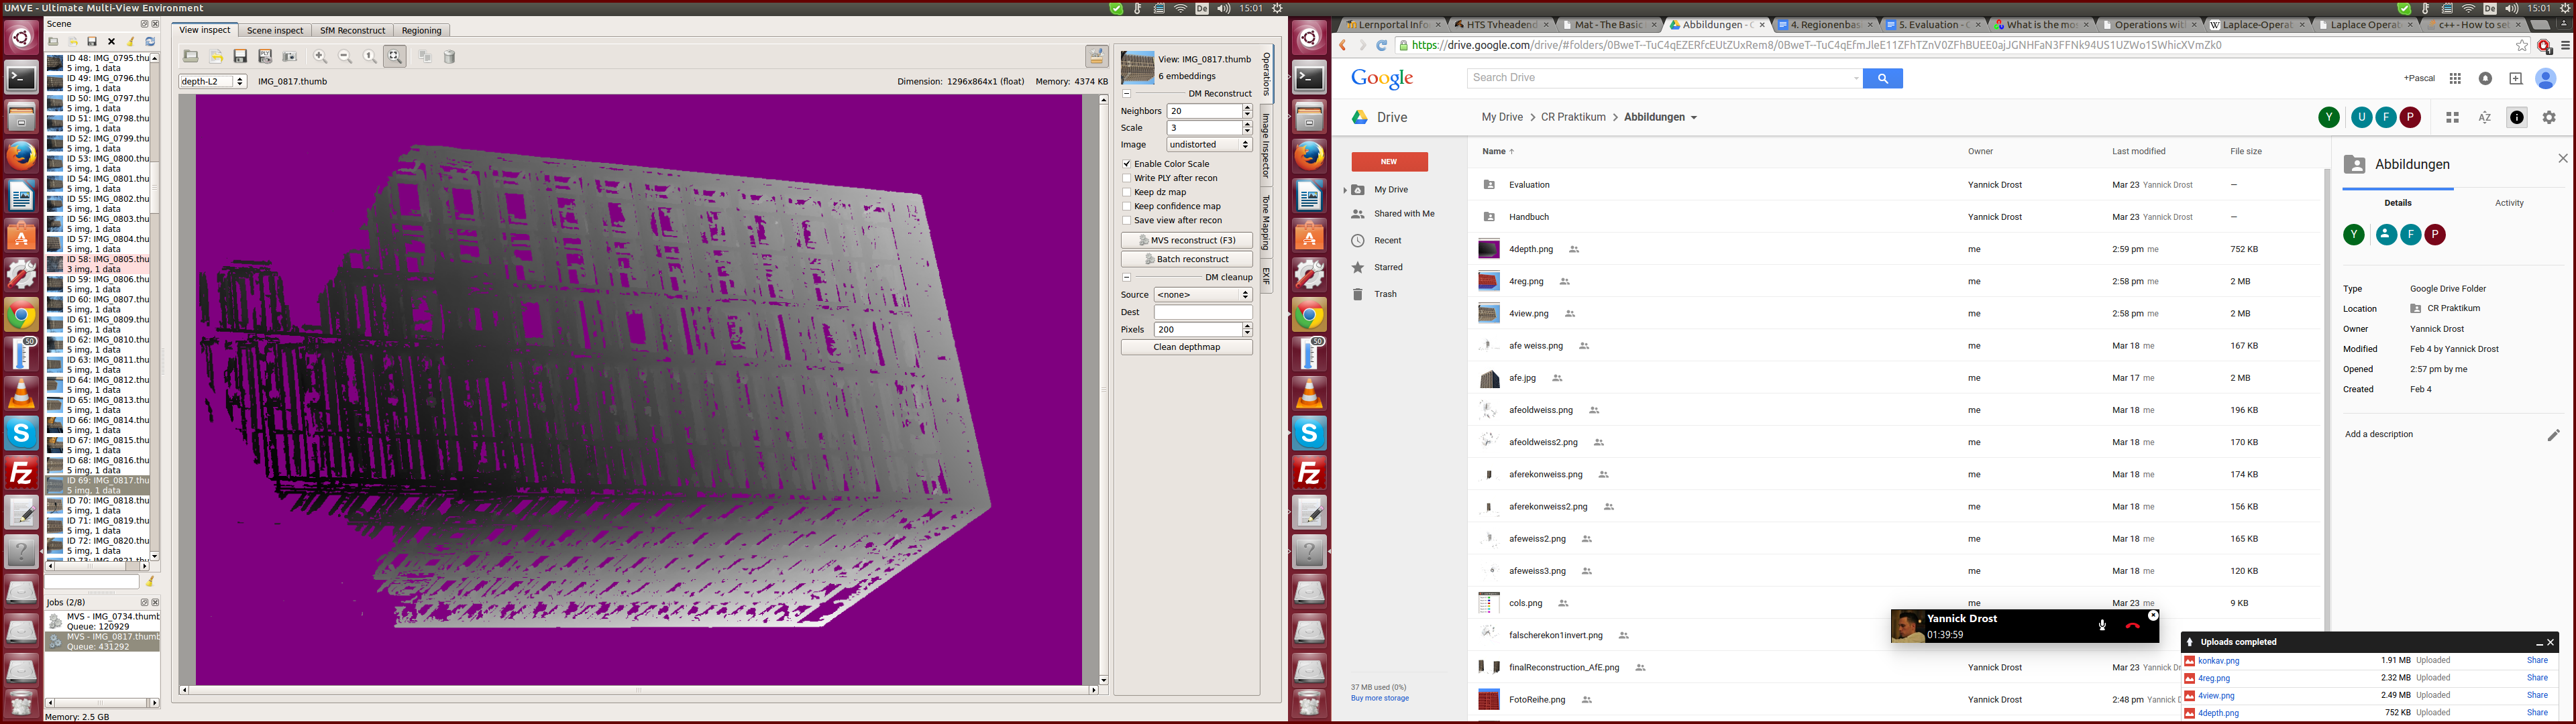 UMVE - Ultimate Multi-View Environment
De
15:01
Scene
ID 48: IMG_0795.thu
5 img, 1 data
ID 49: IMG_0796.thu
5 img, 1 data
ID 50: IMG_0797.thu
5 img, 1 data
ID 51: IMG_0798.thu
5 img, 1 data
ID 52: IMG_0799.thu
5 img, 1 data
ID 53: IMG_0800.thu
5 img, 1 data
ID 54: IMG_0801.thu
5 img, 1 data
ID 55: IMG_0802.thu
5 img, 1 data
ID 56: IMG_0803.thu
5 img, 1 data
ID 57: IMG_0804.thu
5 img, 1 data
ID 58: IMG_0805.thu
3 img, 1 data
ID 59: IMG_0806.thu
5 img, 1 data
ID 60: IMG_0807.thu
5 img, 1 data
ID 61: IMG_0809.thu
5 img, 1 data
ID 62: IMG_0810.thu
5 img, 1 data
ID 63: IMG_0811.thu
5 img, 1 data
ID 64: IMG_0812.thu
5 img, 1 data
ID 65: IMG_0813.thu
5 img, 1 data
ID 66: IMG_0814.thu
5 img, 1 data
ID 67: IMG_0815.thu
5 img, 1 data
ID 68: IMG_0816.thu
5 img, 1 data
ID 69: IMG_0817.thu
5 img, 1 data
ID 70: IMG_0818.thu
5 img, 1 data
ID 71: IMG_0819.thu
5 img, 1 data
ID 72: IMG_0820.thu
5 img, 1 data
Jobs (2/8)
MVS - IMG_0734.thumb
Queue: 120929
MVS - IMG_0817.thumb
Queue: 431292
Memory: 2.5 GB
View inspect
Scene inspect
SfM Reconstruct
Regioning
depth-L2
IMG_0817.thumb
Dimension: 1296x864x1 (float)
Memory: 4374 KB
View: IMG_0817.thumb
6 embeddings
DM Reconstruct
Neighbors 20
Scale 3
Image undistorted
Enable Color Scale
Write PLY after recon
Keep dz map
Keep confidence map
Save view after recon
MVS reconstruct (F3)
Batch reconstruct
DM cleanup
Source <none>
Dest
Pixels 200
Clean depthmap
Operations
Image Inspector
Tone Mapping
EXIF
De
15:01
Lernportal Info
HTS Tvheadend
Mat - The Basic
Abbildungen - G
4. Regionenbas
5. Evaluation - G
What is the mos
Operations wit
Laplace-Operat
Laplace Operat
c++ - How to se
https://drive.google.com/drive/#folders/0BweT--TuC4qEZERfcEUtZUxRem8/0BweT--TuC4qEfmJleE11ZFhTZnV0ZFhBUEE0ajJGNHFaN3FFNk94US1UZWo1SWhicXVmZk0
Google
Search Drive
+Pascal
Drive
My Drive > CR Praktikum > Abbildungen
Y U F P
AZ
NEW
My Drive
Shared with Me
Recent
Starred
Trash
37 MB used (0%)
Buy more storage
Name Owner Last modified File size
Evaluation Yannick Drost Mar 23 Yannick Drost —
Handbuch Yannick Drost Mar 23 Yannick Drost —
4depth.png me 2:59 pm me 752 KB
4reg.png me 2:58 pm me 2 MB
4view.png me 2:58 pm me 2 MB
afe weiss.png me Mar 18 me 167 KB
afe.jpg me Mar 17 me 2 MB
afeoldweiss.png me Mar 18 me 196 KB
afeoldweiss2.png me Mar 18 me 170 KB
aferekonweiss.png me Mar 18 me 174 KB
aferekonweiss2.png me Mar 18 me 156 KB
afeweiss2.png me Mar 18 me 165 KB
afeweiss3.png me Mar 18 me 120 KB
cols.png me Mar 23 me 9 KB
falscherekon1invert.png
finalReconstruction_AfE.png Yannick Drost Mar 23 Yannick Dr
FotoReihe.png Yannick Drost 2:48 pm Yannick D
Yannick Drost
01:39:59
Abbildungen
Details
Activity
Y F P
Type Google Drive Folder
Location CR Praktikum
Owner Yannick Drost
Modified Feb 4 by Yannick Drost
Opened 2:57 pm by me
Created Feb 4
Add a description
Uploads completed
konkav.png 1.91 MB Uploaded Share
4reg.png 2.32 MB Uploaded Share
4view.png 2.49 MB Uploaded Share
4depth.png 752 KB Uploaded Share